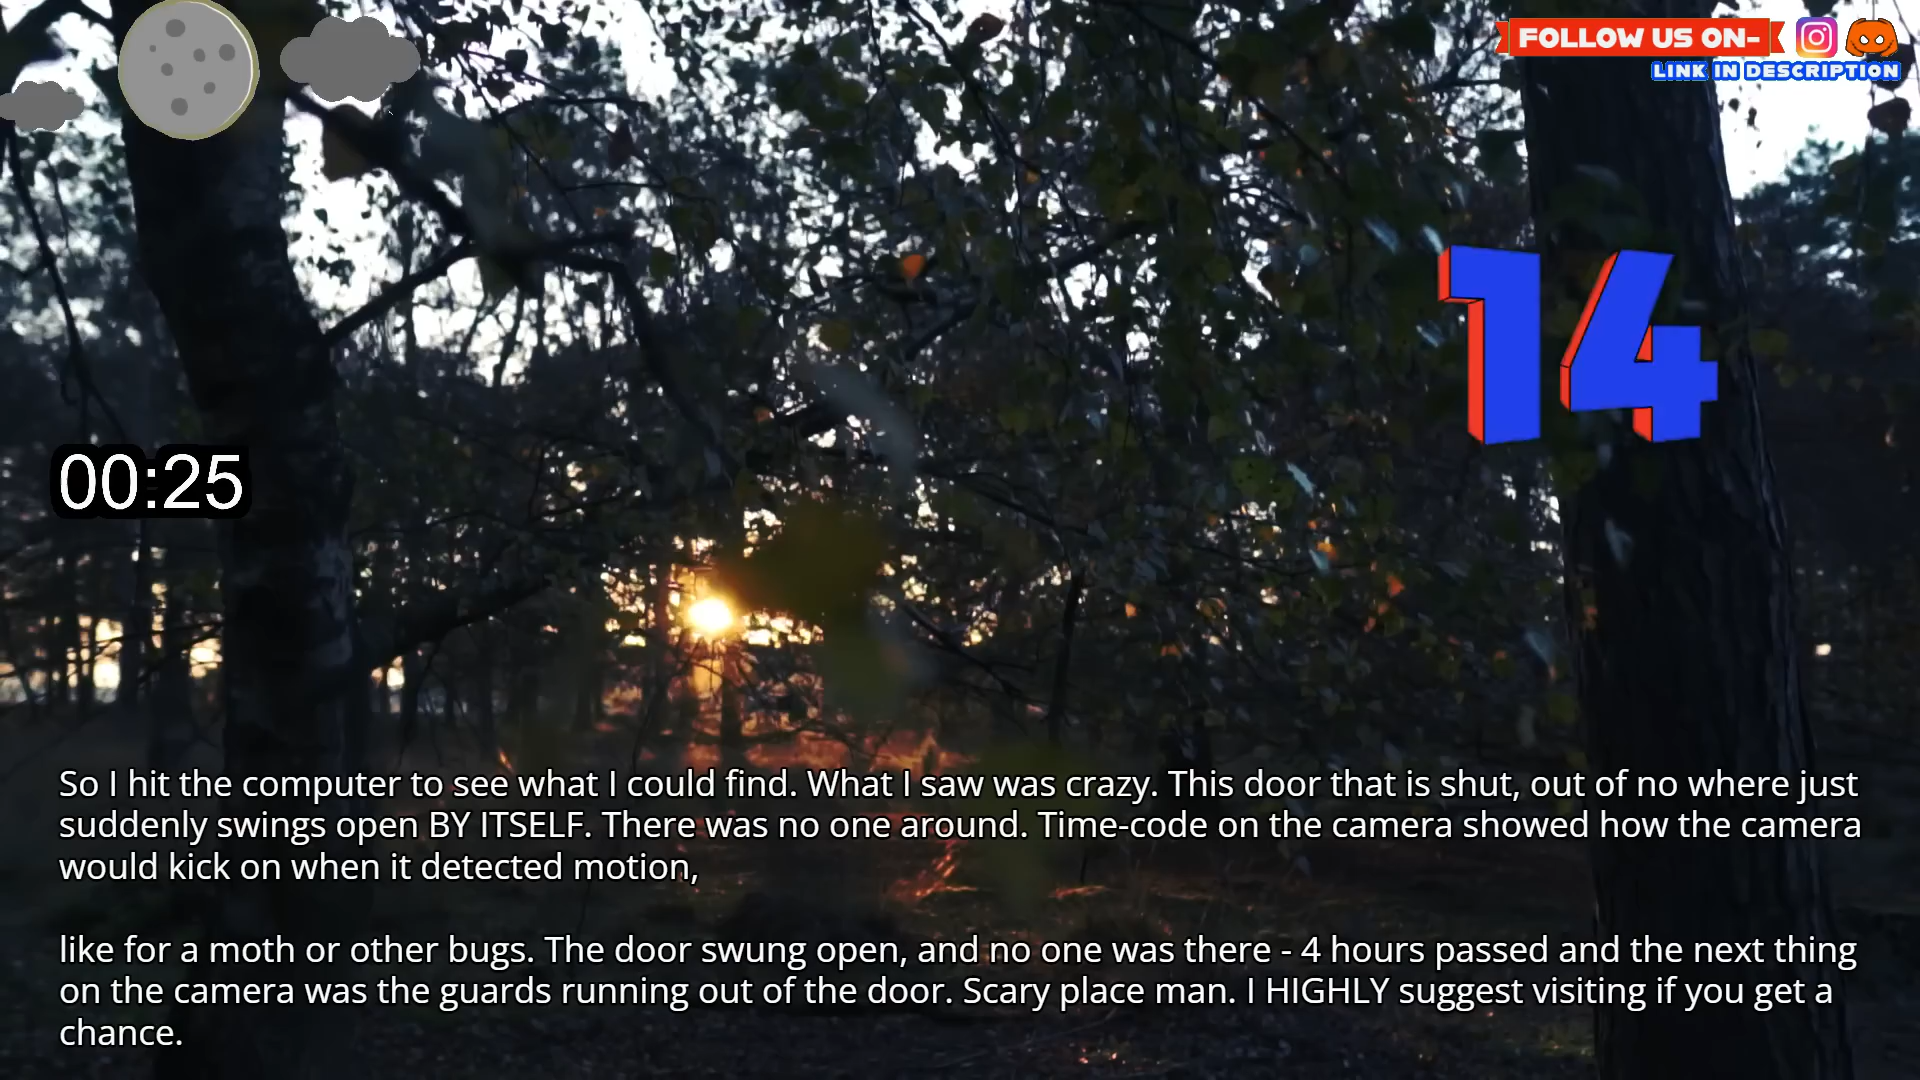 FOLLOW US ON-
LINK IN DESCRIPTION
14
00:25
So I hit the computer to see what I could find. What I saw was crazy. This door that is shut, out of no where just
suddenly swings open BY ITSELF. There was no one around. Time-code on the camera showed how the camera
would kick on when it detected motion,
like for a moth or other bugs. The door swung open, and no one was there - 4 hours passed and the next thing
on the camera was the guards running out of the door. Scary place man. I HIGHLY suggest visiting if you get a
chance.